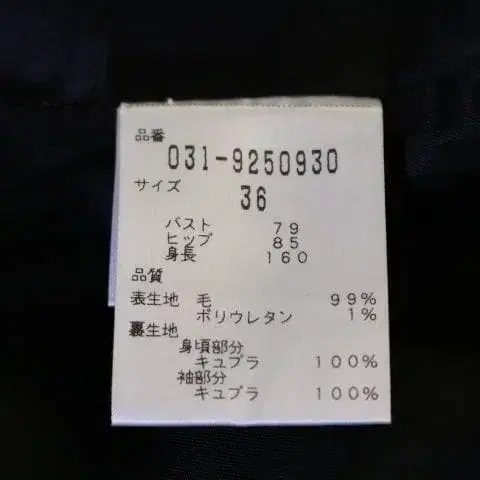 品番
031-9250930
サイズ
36
バスト 79
ヒップ 85
身長 160
品質
表生地 毛 99%
ポリウレタン 1%
裏生地
身頃部分
キュプラ 100%
袖部分
キュプラ 100%